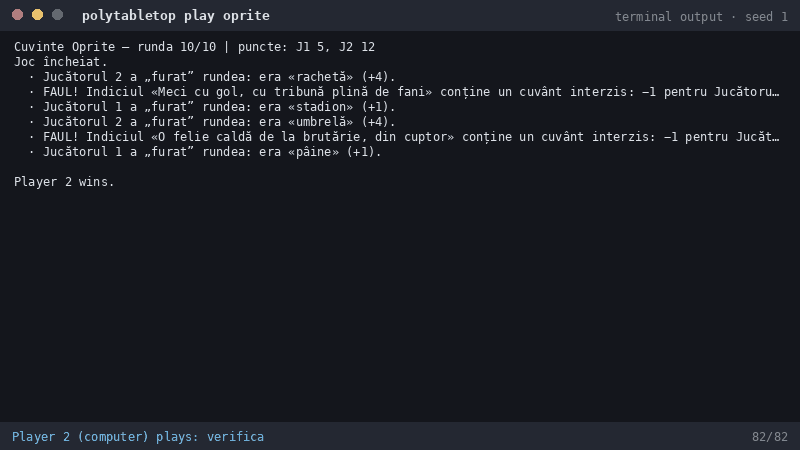 polytabletop play oprite
terminal output · seed 1
Cuvinte Oprite — runda 10/10 | puncte: J1 5, J2 12
Joc încheiat.
· Jucătorul 2 a „furat” rundea: era «rachetă» (+4).
· FAUL! Indiciul «Meci cu gol, cu tribună plină de fani» conține un cuvânt interzis: −1 pentru Jucătoru…
· Jucătorul 1 a „furat” rundea: era «stadion» (+1).
· Jucătorul 2 a „furat” rundea: era «umbrelă» (+4).
· FAUL! Indiciul «O felie caldă de la brutărie, din cuptor» conține un cuvânt interzis: −1 pentru Jucăt…
· Jucătorul 1 a „furat” rundea: era «pâine» (+1).
Player 2 wins.
Player 2 (computer) plays: verifica
82/82